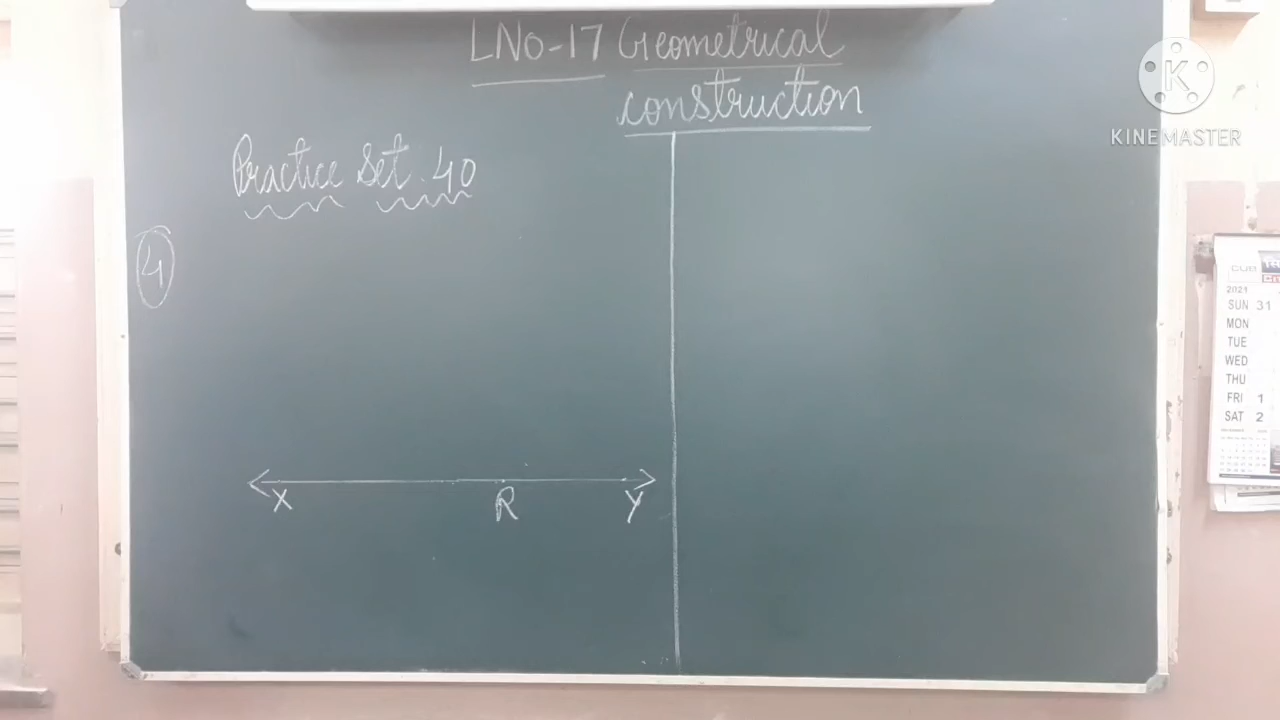 LNo-17 Geometrical
construction
Practice Set.40
4
X R Y
KINEMASTER
CUB
2021
SUN 31
MON
TUE
WED
THU
FRI 1
SAT 2